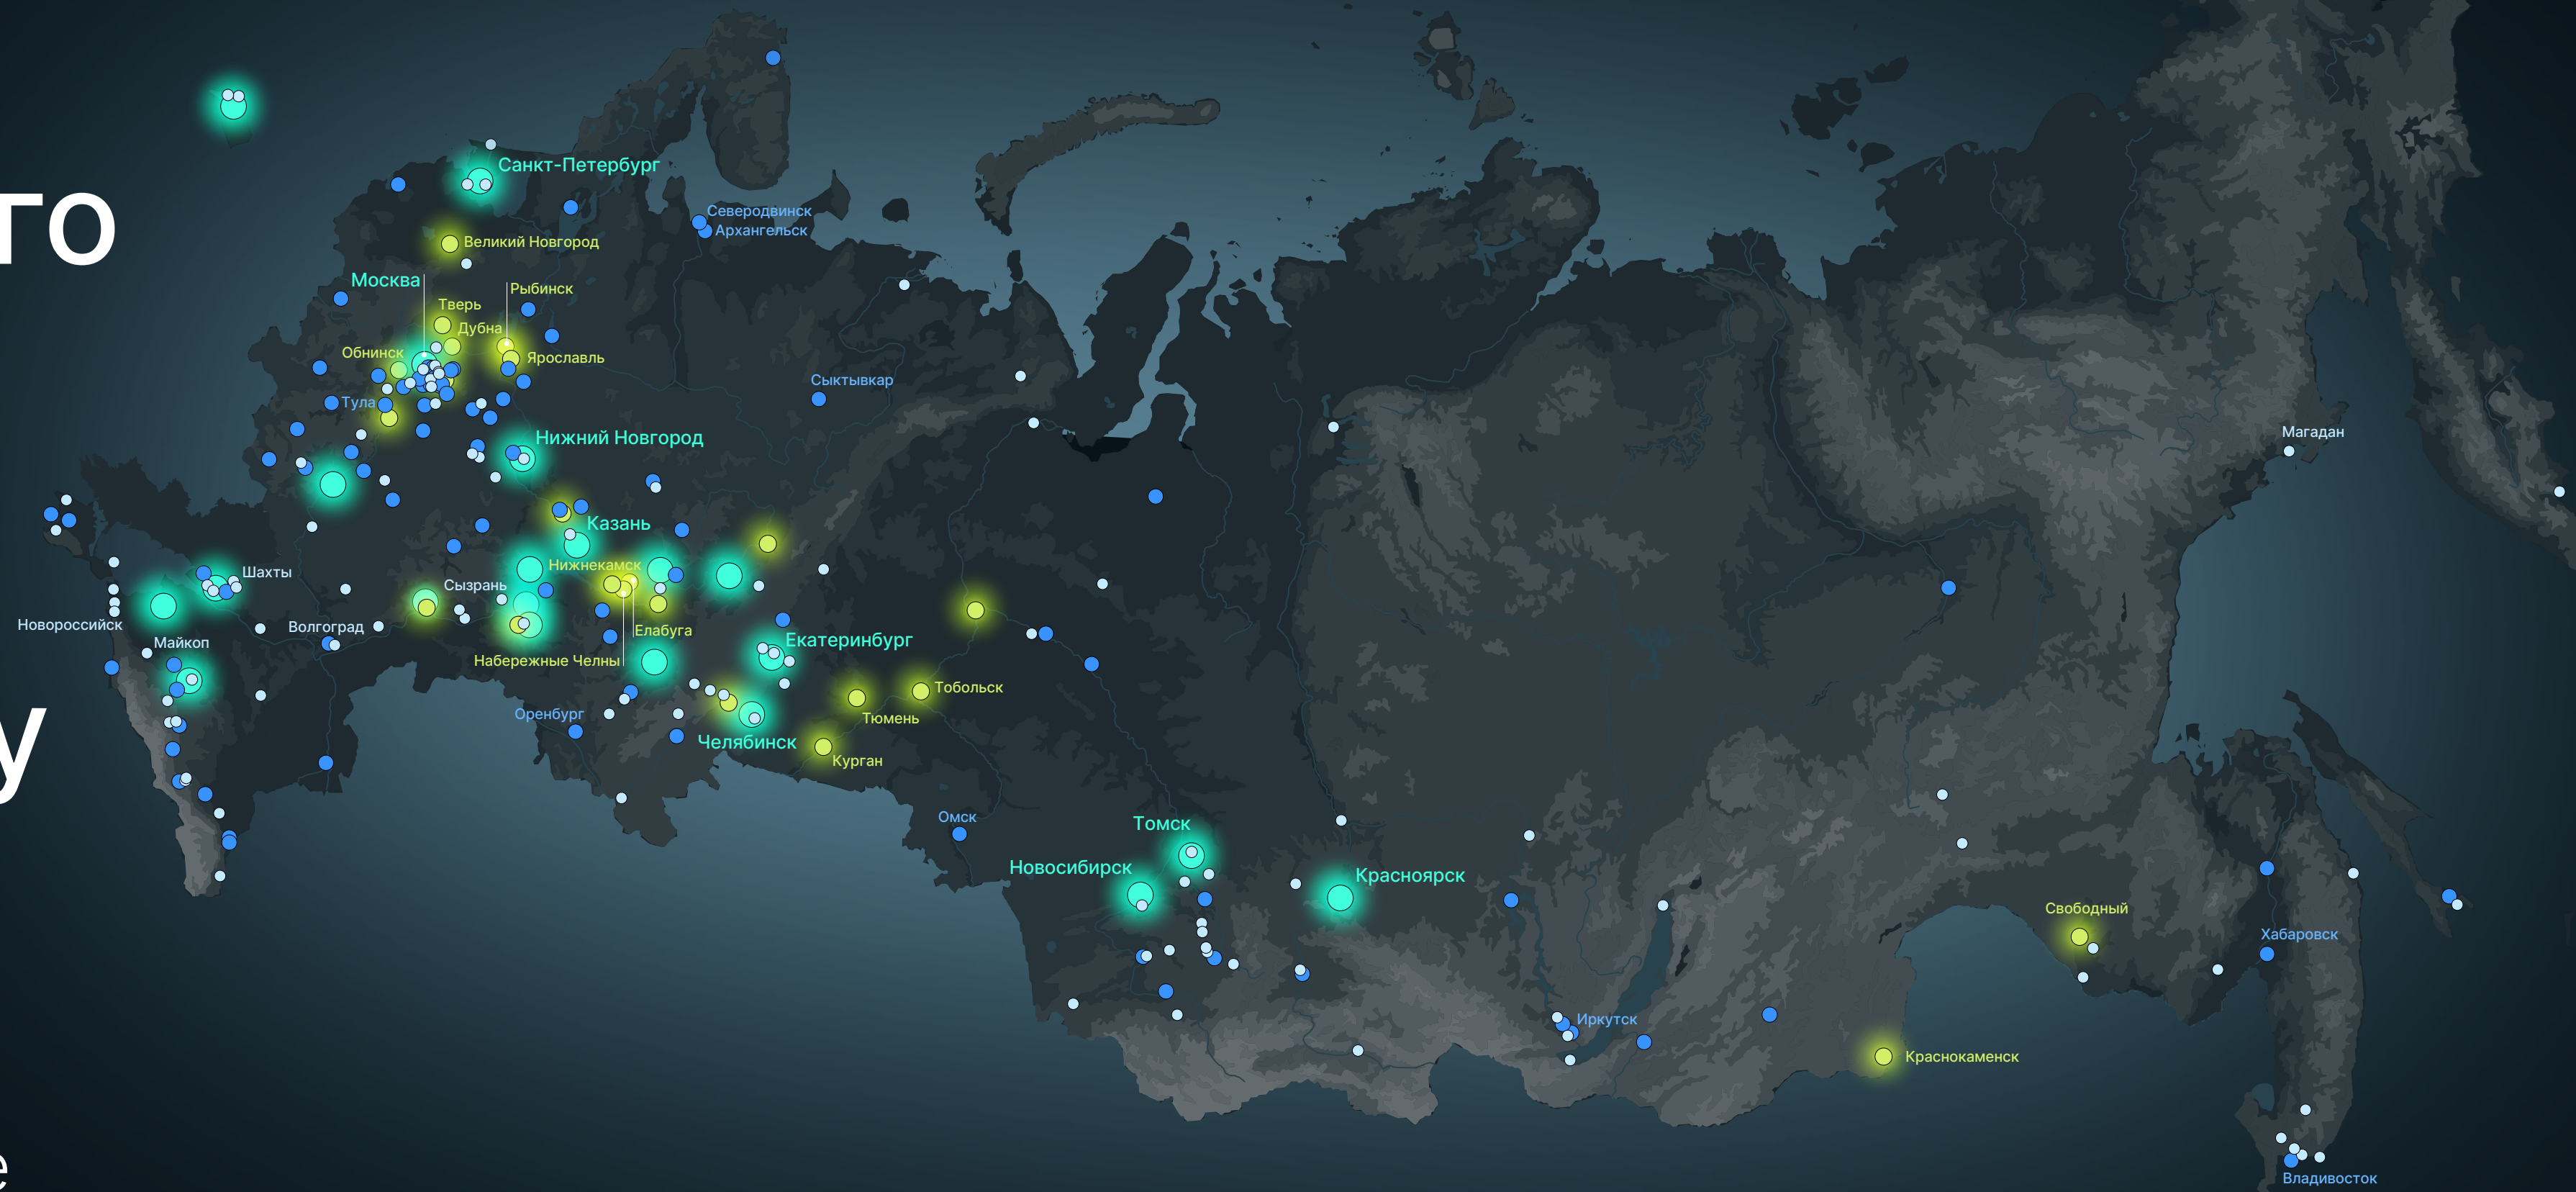 го
у
е
Санкт-Петербург
Северодвинск
Архангельск
Великий Новгород
Москва
Рыбинск
Тверь
Дубна
Обнинск
Ярославль
Сыктывкар
Тула
Магадан
Нижний Новгород
Казань
Нижнекамск
Шахты
Сызрань
Новороссийск
Волгоград
Елабуга
Майкоп
Екатеринбург
Набережные Челны
Тобольск
Оренбург
Тюмень
Челябинск
Курган
Омск
Томск
Новосибирск
Красноярск
Свободный
Хабаровск
Иркутск
Краснокаменск
Владивосток